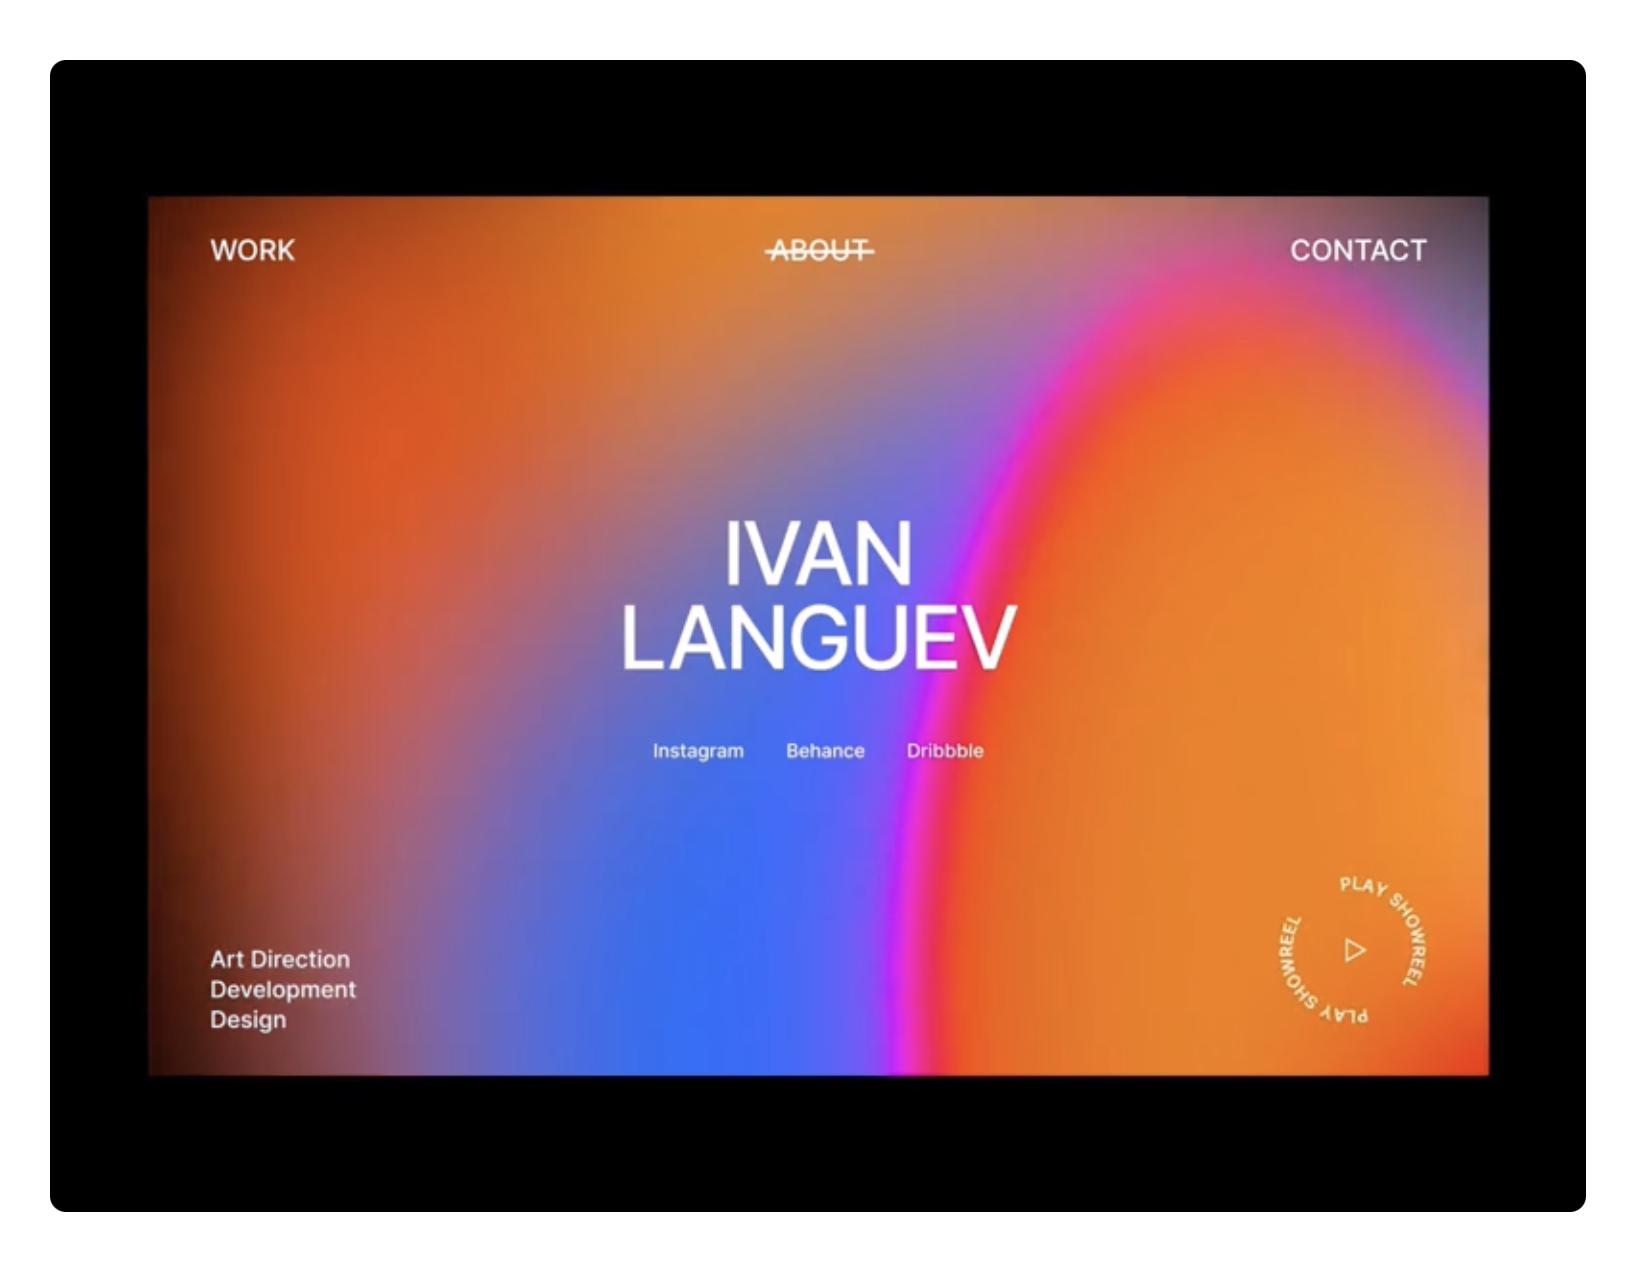 WORK
ABOUT
CONTACT
IVAN
LANGUEV
Instagram
Behance
Dribbble
Art Direction
Development
Design
PLAY SHOWREEL
PLAY SHOWREEL